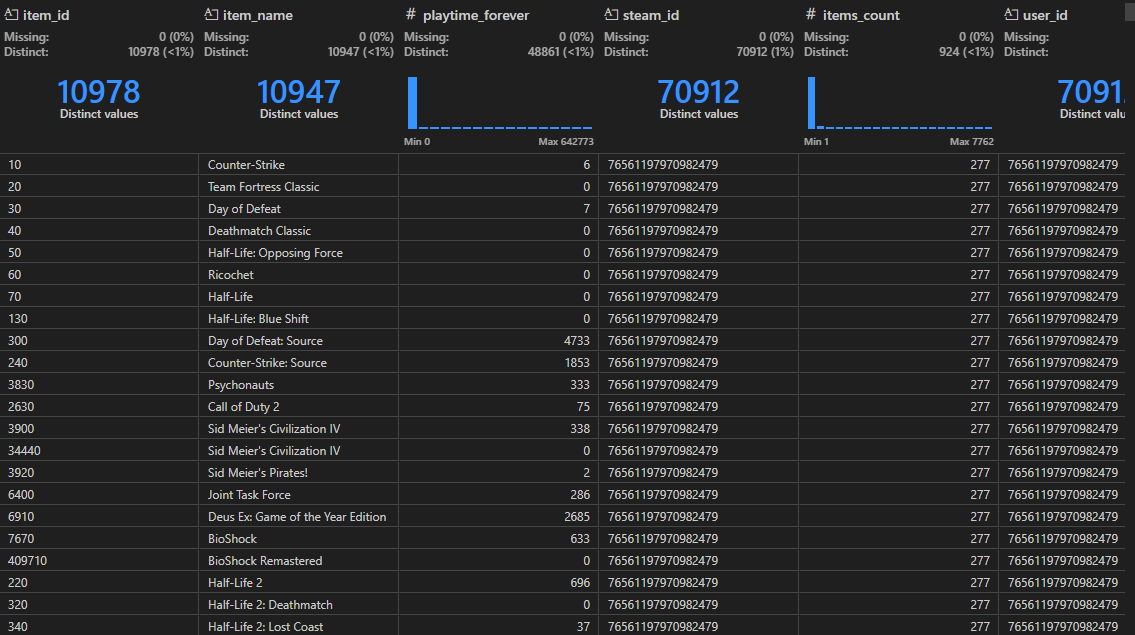 item_id item_name # playtime_forever steam_id # items_count user_id
Missing: 0 (0%) Missing: 0 (0%) Missing: 0 (0%) Missing: 0 (0%) Missing: 0 (0%) Missing:
Distinct: 10978 (<1%) Distinct: 10947 (<1%) Distinct: 48861 (<1%) Distinct: 70912 (1%) Distinct: 924 (<1%) Distinct:
10978 10947 70912 7091
Distinct values Distinct values Distinct values Distinct valu
Min 0 Max 642773 Min 1 Max 7762
10 Counter-Strike 6 76561197970982479 277 76561197970982479
20 Team Fortress Classic 0 76561197970982479 277 76561197970982479
30 Day of Defeat 7 76561197970982479 277 76561197970982479
40 Deathmatch Classic 0 76561197970982479 277 76561197970982479
50 Half-Life: Opposing Force 0 76561197970982479 277 76561197970982479
60 Ricochet 0 76561197970982479 277 76561197970982479
70 Half-Life 0 76561197970982479 277 76561197970982479
130 Half-Life: Blue Shift 0 76561197970982479 277 76561197970982479
300 Day of Defeat: Source 4733 76561197970982479 277 76561197970982479
240 Counter-Strike: Source 1853 76561197970982479 277 76561197970982479
3830 Psychonauts 333 76561197970982479 277 76561197970982479
2630 Call of Duty 2 75 76561197970982479 277 76561197970982479
3900 Sid Meier's Civilization IV 338 76561197970982479 277 76561197970982479
34440 Sid Meier's Civilization IV 0 76561197970982479 277 76561197970982479
3920 Sid Meier's Pirates! 2 76561197970982479 277 76561197970982479
6400 Joint Task Force 286 76561197970982479 277 76561197970982479
6910 Deus Ex: Game of the Year Edition 2685 76561197970982479 277 76561197970982479
7670 BioShock 633 76561197970982479 277 76561197970982479
409710 BioShock Remastered 0 76561197970982479 277 76561197970982479
220 Half-Life 2 696 76561197970982479 277 76561197970982479
320 Half-Life 2: Deathmatch 0 76561197970982479 277 76561197970982479
340 Half-Life 2: Lost Coast 37 76561197970982479 277 76561197970982479